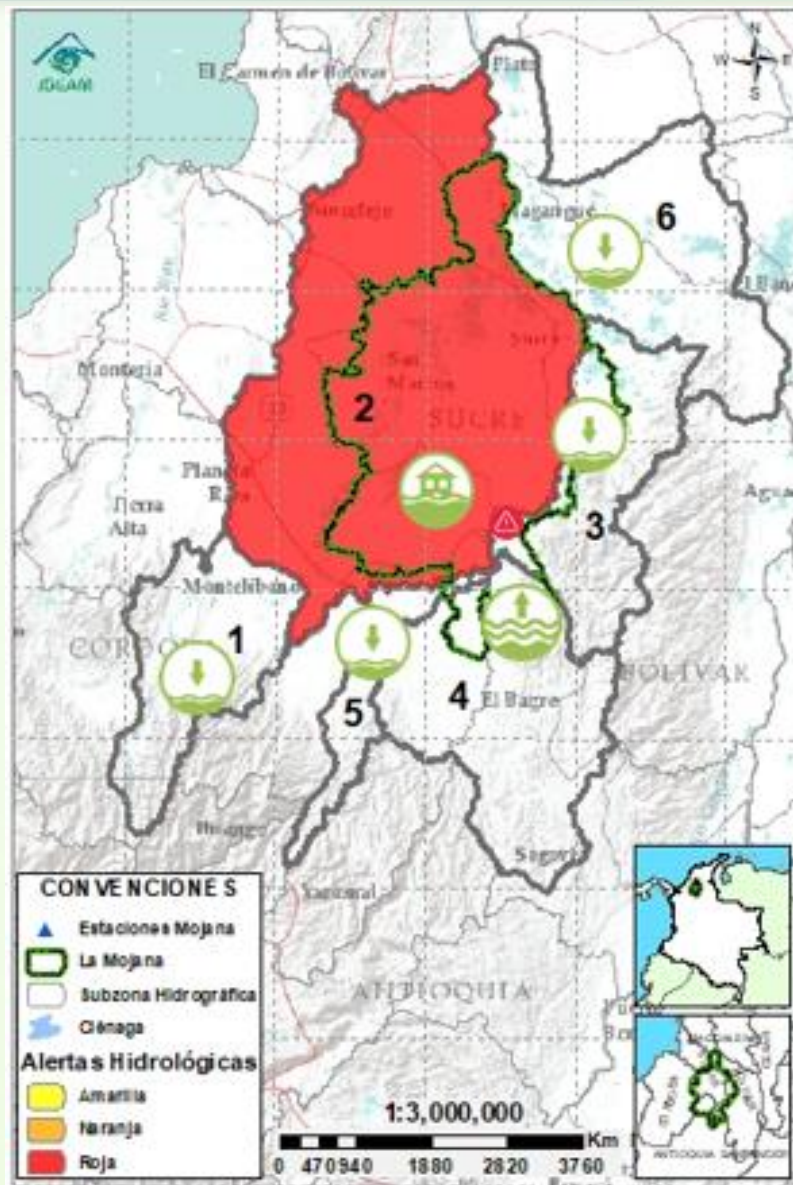 IDEAM
El Carmen de Bolívar
Plato
N
W E
S
Sincelejo
Magangué
6
Montería
San Marcos
Sucre
2
SUCRE
Planeta Rica
Tierra Alta
3
Montelíbano
1
CÓRDOBA
BOLÍVAR
4
El Bagre
5
Ituango
Segovia
Yarumal
ANTIOQUIA
CONVENCIONES
Estaciones Mojana
La Mojana
Subzona Hidrográfica
Ciénaga
Alertas Hidrológicas
Amarilla
Naranja
Roja
1:3,000,000
Km
0 470 940 1880 2820 3760